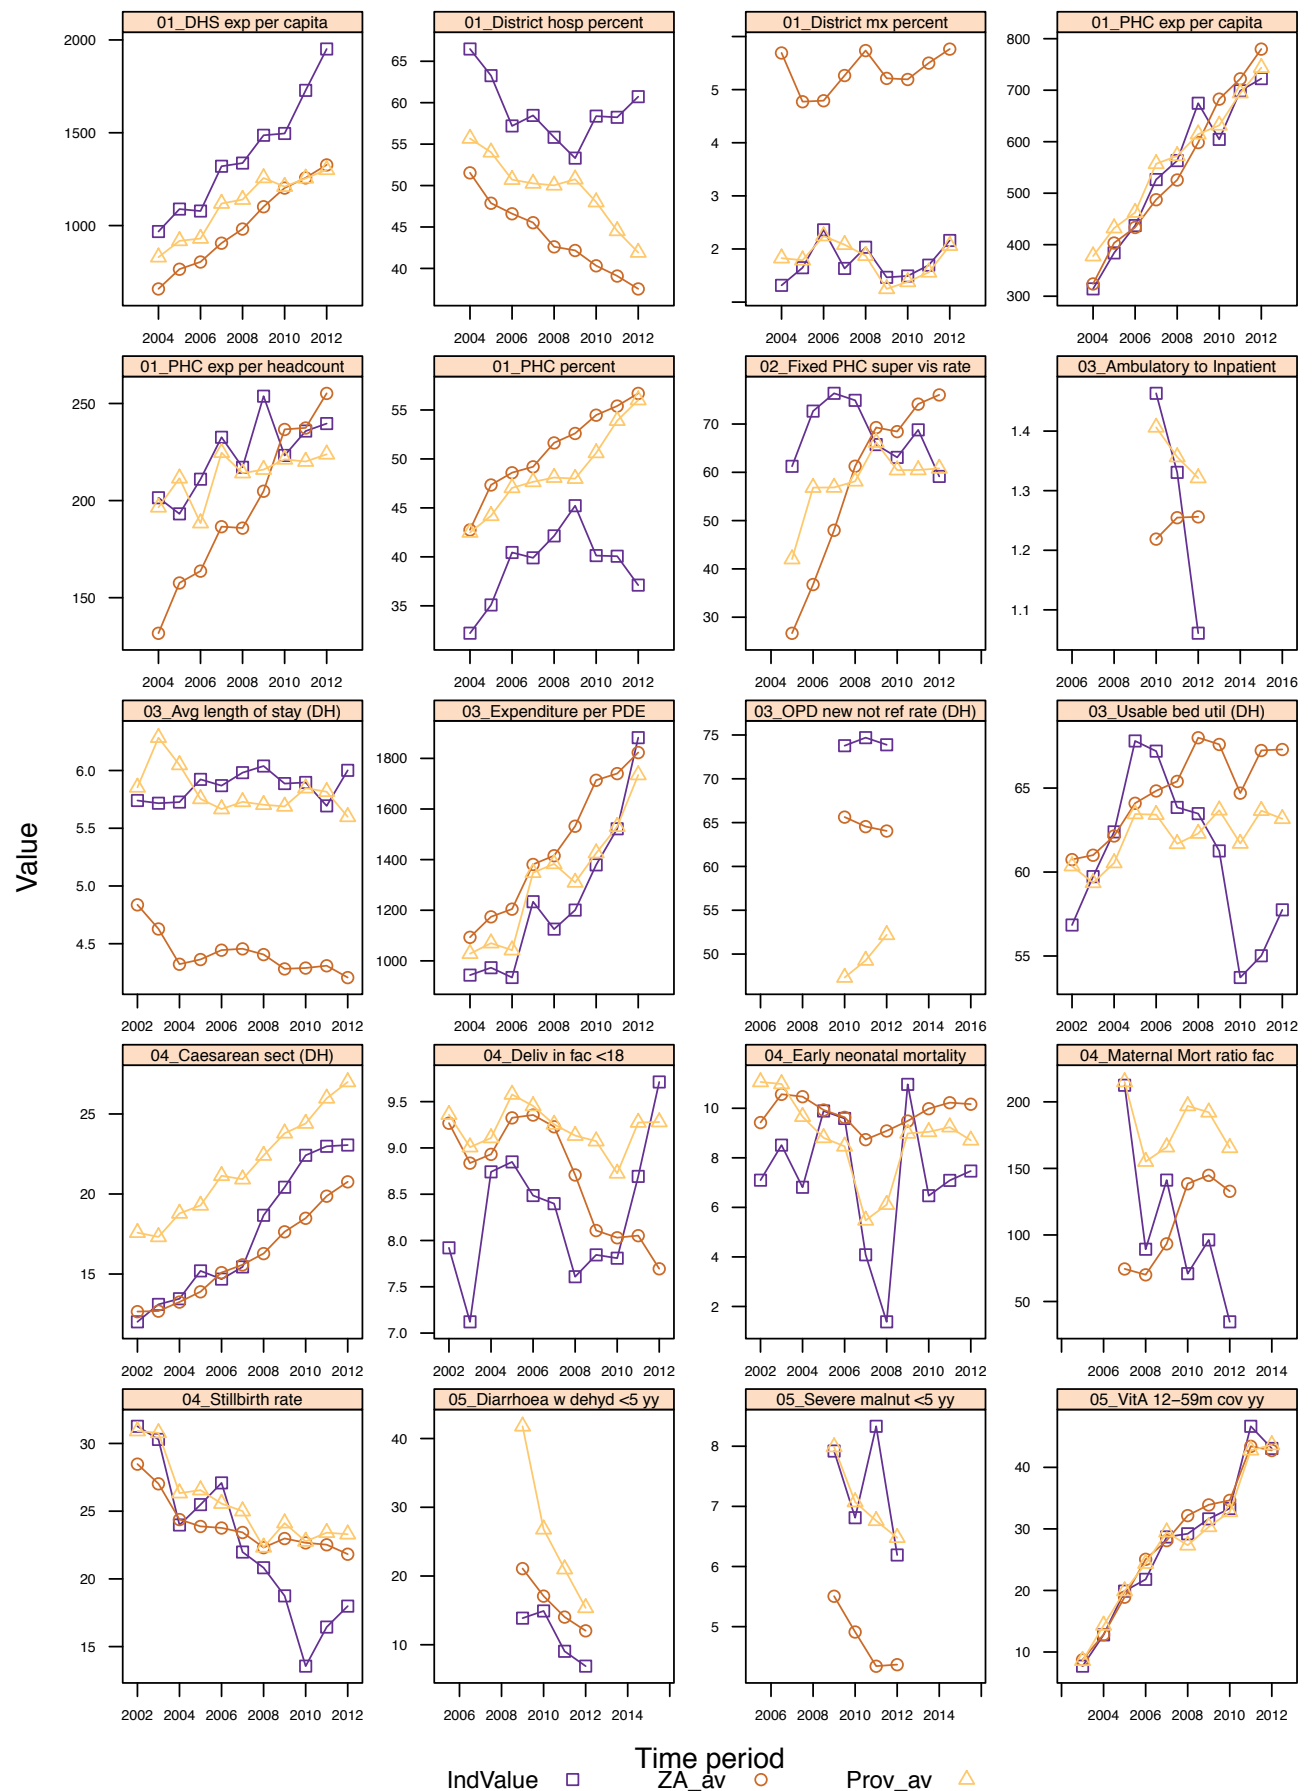 01_DHS exp per capita
01_District hosp percent
01_District mx percent
01_PHC exp per capita
2000
1500
1000
65
60
55
50
45
40
5
4
3
2
800
700
600
500
400
300
2004 2006 2008 2010 2012
2004 2006 2008 2010 2012
2004 2006 2008 2010 2012
2004 2006 2008 2010 2012
01_PHC exp per headcount
01_PHC percent
02_Fixed PHC super vis rate
03_Ambulatory to Inpatient
250
200
150
55
50
45
40
35
70
60
50
40
30
1.4
1.3
1.2
1.1
2004 2006 2008 2010 2012
2004 2006 2008 2010 2012
2004 2006 2008 2010 2012
2006 2008 2010 2012 2014 2016
03_Avg length of stay (DH)
03_Expenditure per PDE
03_OPD new not ref rate (DH)
03_Usable bed util (DH)
6.0
5.5
5.0
4.5
1800
1600
1400
1200
1000
75
70
65
60
55
50
65
60
55
2002 2004 2006 2008 2010 2012
2004 2006 2008 2010 2012
2006 2008 2010 2012 2014 2016
2002 2004 2006 2008 2010 2012
Value
04_Caesarean sect (DH)
04_Deliv in fac <18
04_Early neonatal mortality
04_Maternal Mort ratio fac
25
20
15
9.5
9.0
8.5
8.0
7.5
7.0
10
8
6
4
2
200
150
100
50
2002 2004 2006 2008 2010 2012
2002 2004 2006 2008 2010 2012
2002 2004 2006 2008 2010 2012
2006 2008 2010 2012 2014
04_Stillbirth rate
05_Diarrhoea w dehyd <5 yy
05_Severe malnut <5 yy
05_VitA 12−59m cov yy
30
25
20
15
40
30
20
10
8
7
6
5
40
30
20
10
2002 2004 2006 2008 2010 2012
2006 2008 2010 2012 2014
2006 2008 2010 2012 2014
2004 2006 2008 2010 2012
Time period
IndValue ZA_av Prov_av